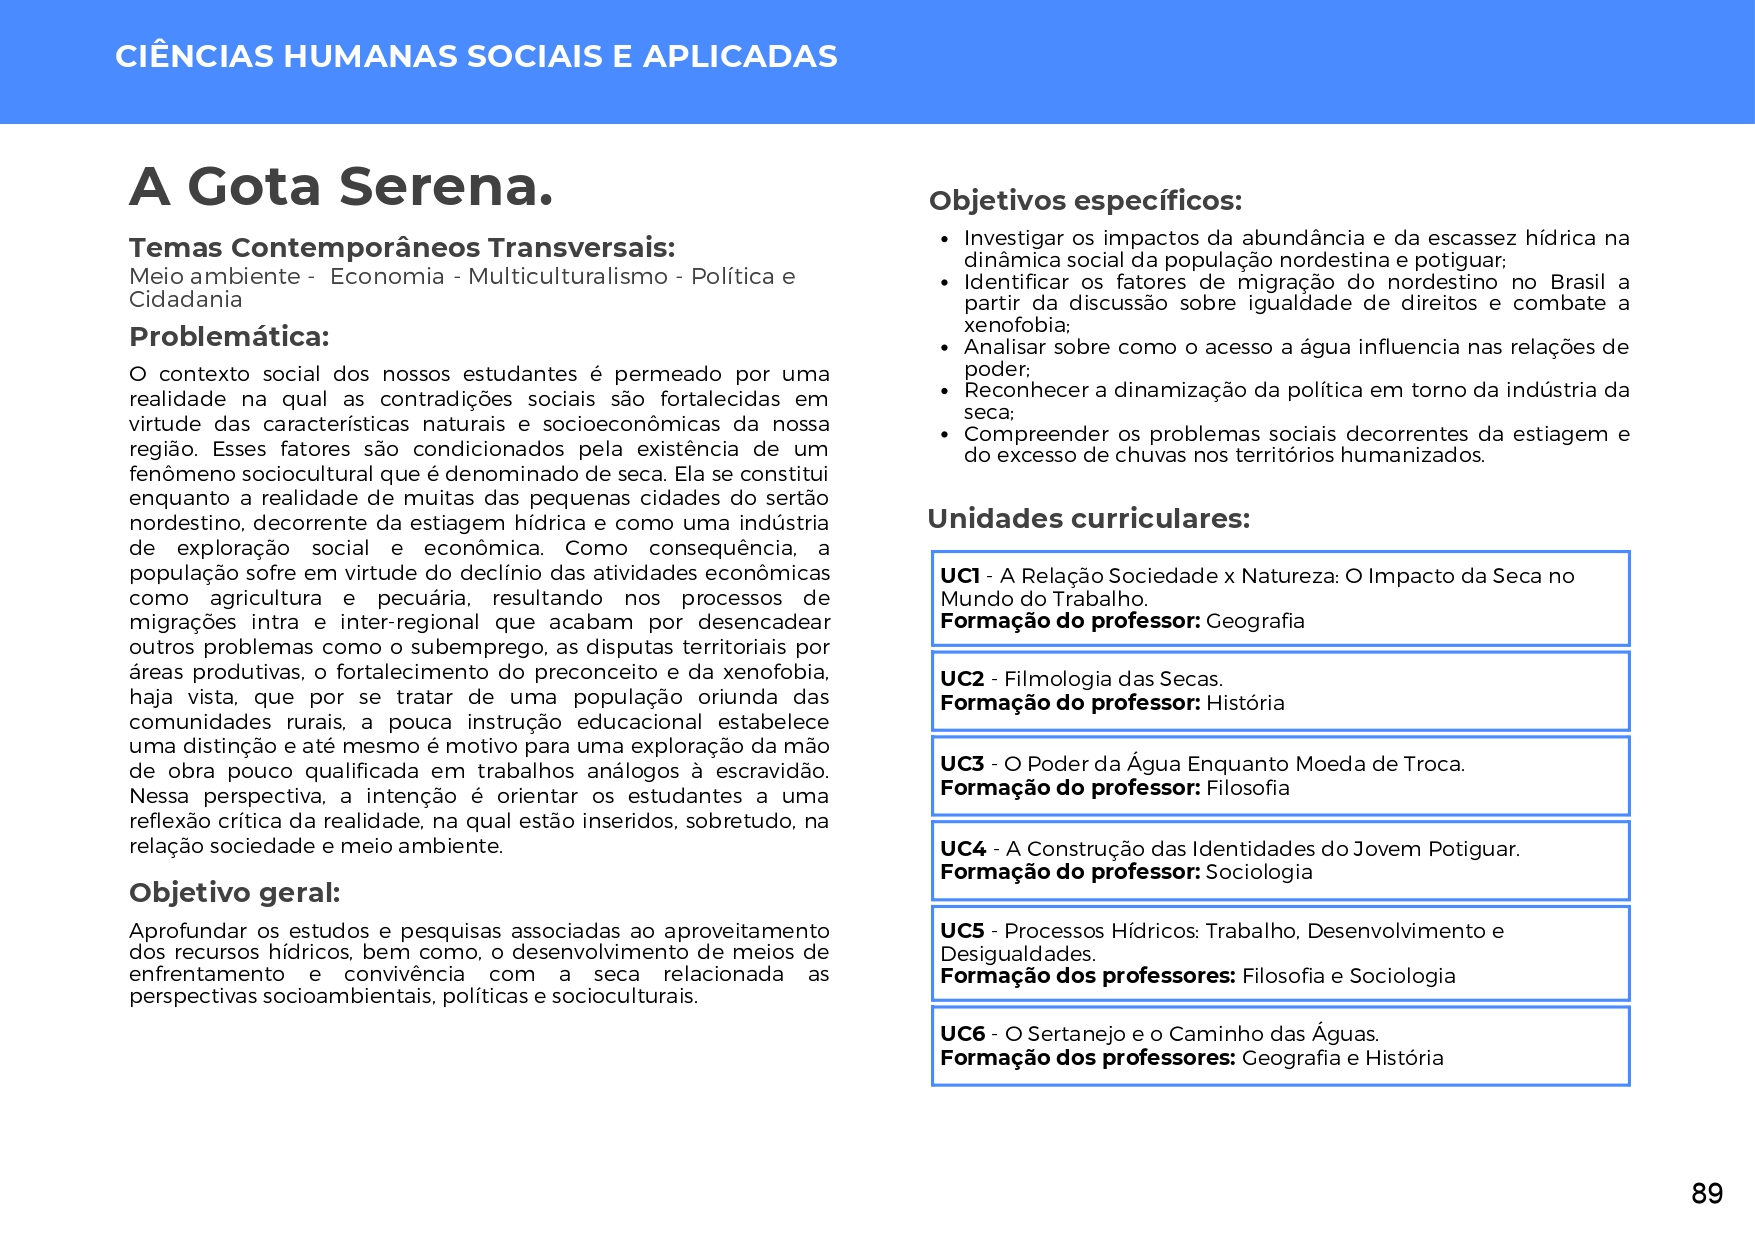 CIÊNCIAS HUMANAS SOCIAIS E APLICADAS
A Gota Serena.
Temas Contemporâneos Transversais:
Meio ambiente -  Economia - Multiculturalismo - Política e
Cidadania
Problemática:
O contexto social dos nossos estudantes é permeado por uma
realidade na qual as contradições sociais são fortalecidas em
virtude das características naturais e socioeconômicas da nossa
região. Esses fatores são condicionados pela existência de um
fenômeno sociocultural que é denominado de seca. Ela se constitui
enquanto a realidade de muitas das pequenas cidades do sertão
nordestino, decorrente da estiagem hídrica e como uma indústria
de exploração social e econômica. Como consequência, a
população sofre em virtude do declínio das atividades econômicas
como agricultura e pecuária, resultando nos processos de
migrações intra e inter-regional que acabam por desencadear
outros problemas como o subemprego, as disputas territoriais por
áreas produtivas, o fortalecimento do preconceito e da xenofobia,
haja vista, que por se tratar de uma população oriunda das
comunidades rurais, a pouca instrução educacional estabelece
uma distinção e até mesmo é motivo para uma exploração da mão
de obra pouco qualificada em trabalhos análogos à escravidão.
Nessa perspectiva, a intenção é orientar os estudantes a uma
reflexão crítica da realidade, na qual estão inseridos, sobretudo, na
relação sociedade e meio ambiente.
Objetivo geral:
Aprofundar os estudos e pesquisas associadas ao aproveitamento
dos recursos hídricos, bem como, o desenvolvimento de meios de
enfrentamento e convivência com a seca relacionada as
perspectivas socioambientais, políticas e socioculturais.
Objetivos específicos:
• Investigar os impactos da abundância e da escassez hídrica na
dinâmica social da população nordestina e potiguar;
• Identificar os fatores de migração do nordestino no Brasil a
partir da discussão sobre igualdade de direitos e combate a
xenofobia;
• Analisar sobre como o acesso a água influencia nas relações de
poder;
• Reconhecer a dinamização da política em torno da indústria da
seca;
• Compreender os problemas sociais decorrentes da estiagem e
do excesso de chuvas nos territórios humanizados.
Unidades curriculares:
UC1 - A Relação Sociedade x Natureza: O Impacto da Seca no
Mundo do Trabalho.
Formação do professor: Geografia
UC2 - Filmologia das Secas.
Formação do professor: História
UC3 - O Poder da Água Enquanto Moeda de Troca.
Formação do professor: Filosofia
UC4 - A Construção das Identidades do Jovem Potiguar.
Formação do professor: Sociologia
UC5 - Processos Hídricos: Trabalho, Desenvolvimento e
Desigualdades.
Formação dos professores: Filosofia e Sociologia
UC6 - O Sertanejo e o Caminho das Águas.
Formação dos professores: Geografia e História
89